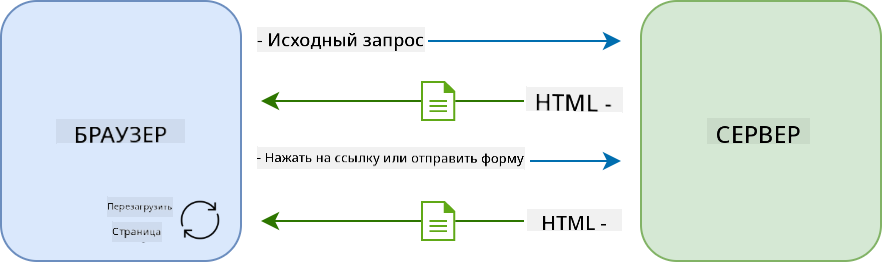 - Исходный запрос
HTML -
БРАУЗЕР
СЕРВЕР
- Нажать на ссылку или отправить форму
Перезагрузить
Страница
HTML -